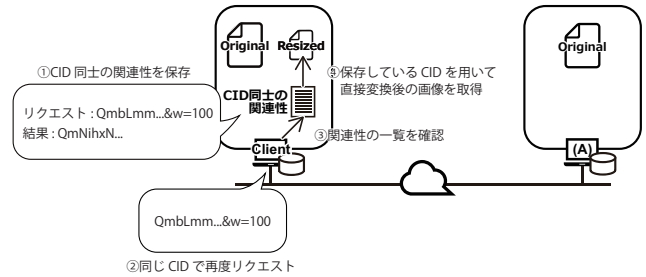 Original
Resized
Original
①CID 同士の関連性を保存
④保存している CID を用いて
直接変換後の画像を取得
CID同士の
関連性
リクエスト : QmbLmm...&w=100
結果 : QmNihxN...
③関連性の一覧を確認
Client
(A)
QmbLmm...&w=100
②同じ CID で再度リクエスト